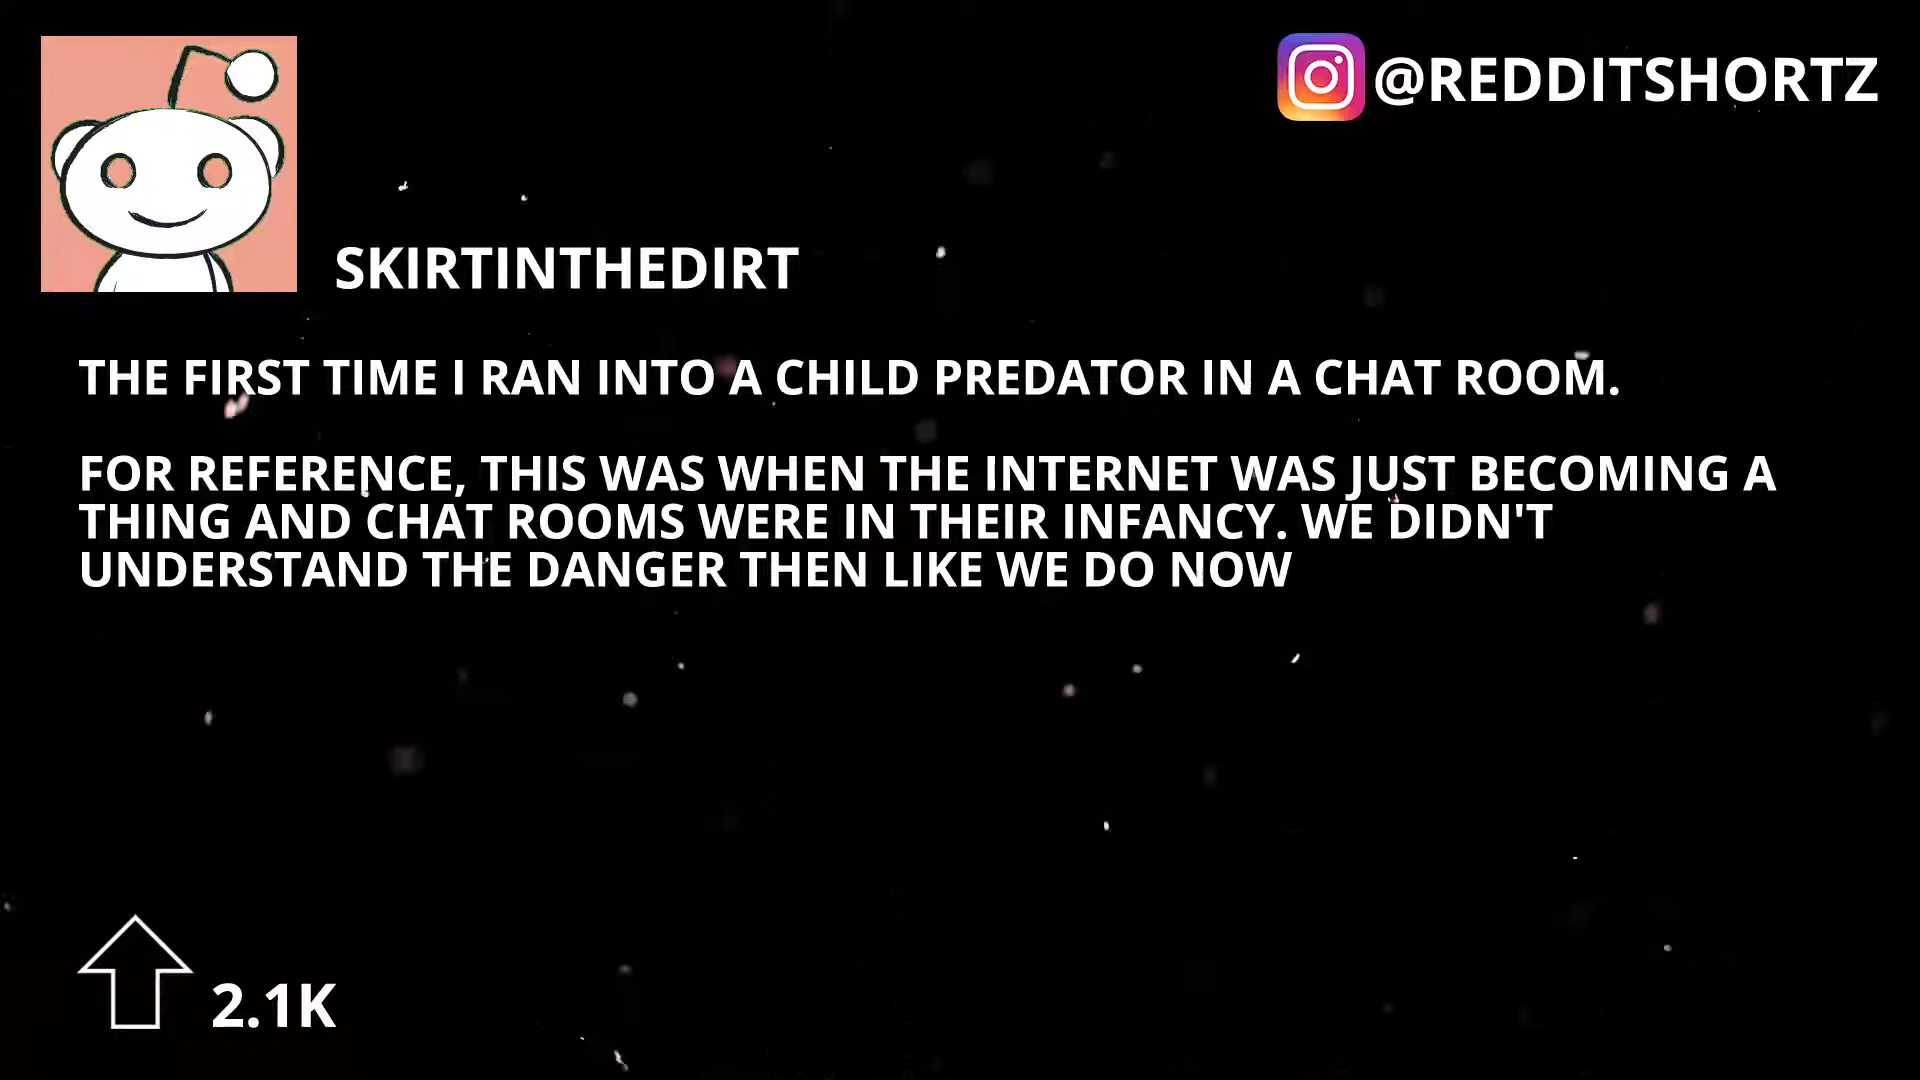 @REDDITSHORTZ
SKIRTINTHEDIRT
THE FIRST TIME I RAN INTO A CHILD PREDATOR IN A CHAT ROOM.
FOR REFERENCE, THIS WAS WHEN THE INTERNET WAS JUST BECOMING A
THING AND CHAT ROOMS WERE IN THEIR INFANCY. WE DIDN'T
UNDERSTAND THE DANGER THEN LIKE WE DO NOW
2.1K